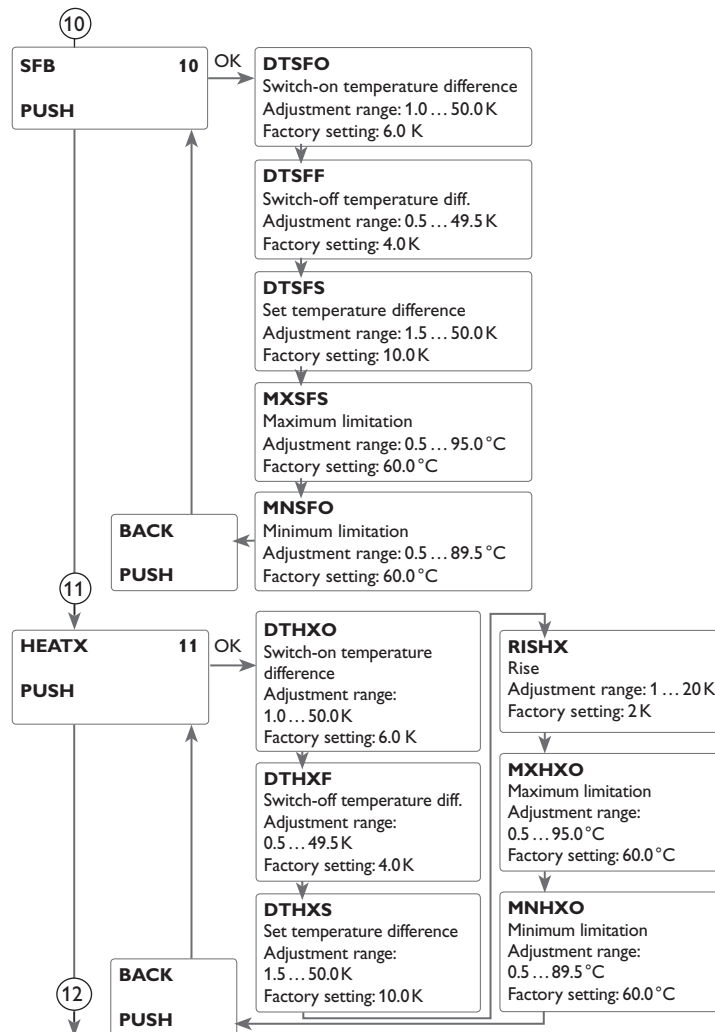 10
SFB 10
PUSH
OK
DTSFO
Switch-on temperature difference
Adjustment range: 1.0 … 50.0 K
Factory setting: 6.0 K
DTSFF
Switch-off temperature diff.
Adjustment range: 0.5 … 49.5 K
Factory setting: 4.0 K
DTSFS
Set temperature difference
Adjustment range: 1.5 … 50.0 K
Factory setting: 10.0 K
MXSFS
Maximum limitation
Adjustment range: 0.5 … 95.0 °C
Factory setting: 60.0 °C
MNSFO
Minimum limitation
Adjustment range: 0.5 … 89.5 °C
Factory setting: 60.0 °C
BACK
PUSH
11
HEATX 11
PUSH
OK
DTHXO
Switch-on temperature
difference
Adjustment range:
1.0 … 50.0 K
Factory setting: 6.0 K
DTHXF
Switch-off temperature diff.
Adjustment range:
0.5 … 49.5 K
Factory setting: 4.0 K
DTHXS
Set temperature difference
Adjustment range:
1.5 … 50.0 K
Factory setting: 10.0 K
RISHX
Rise
Adjustment range: 1 … 20 K
Factory setting: 2 K
MXHXO
Maximum limitation
Adjustment range:
0.5 … 95.0 °C
Factory setting: 60.0 °C
MNHXO
Minimum limitation
Adjustment range:
0.5 … 89.5 °C
Factory setting: 60.0 °C
BACK
PUSH
12